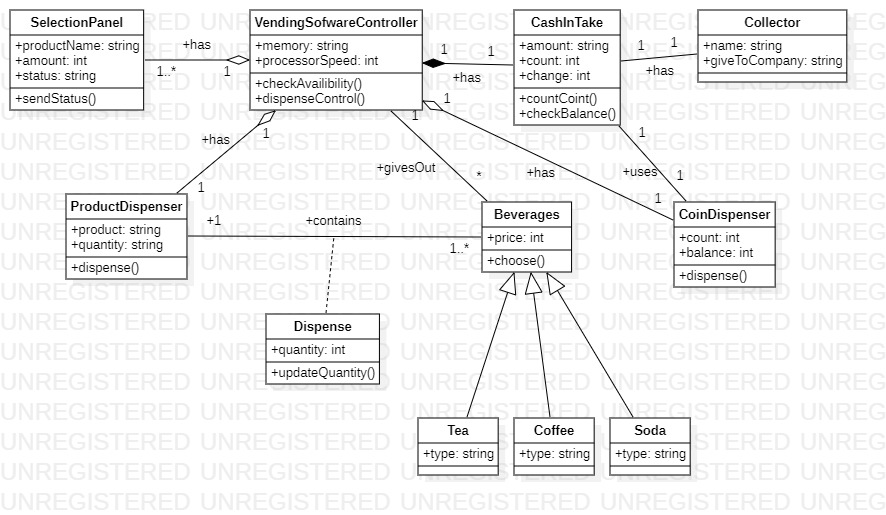 SelectionPanel
+productName: string
+amount: int
+status: string
+sendStatus()
+has
1..*
1
VendingSofwareController
+memory: string
+processorSpeed: int
+checkAvailibility()
+dispenseControl()
1
1
+has
CashInTake
+amount: string
+count: int
+change: int
+countCoint()
+checkBalance()
1
1
+has
Collector
+name: string
+giveToCompany: string
+has
1
1
1
+givesOut
*
1
+has
1
1
+uses
1
ProductDispenser
+product: string
+quantity: string
+dispense()
+1
+contains
1..*
Beverages
+price: int
+choose()
CoinDispenser
+count: int
+balance: int
+dispense()
Dispense
+quantity: int
+updateQuantity()
Tea
+type: string
Coffee
+type: string
Soda
+type: string
UNREGISTERED UNREGISTERED UNREGISTERED UNREGISTERED UNREG